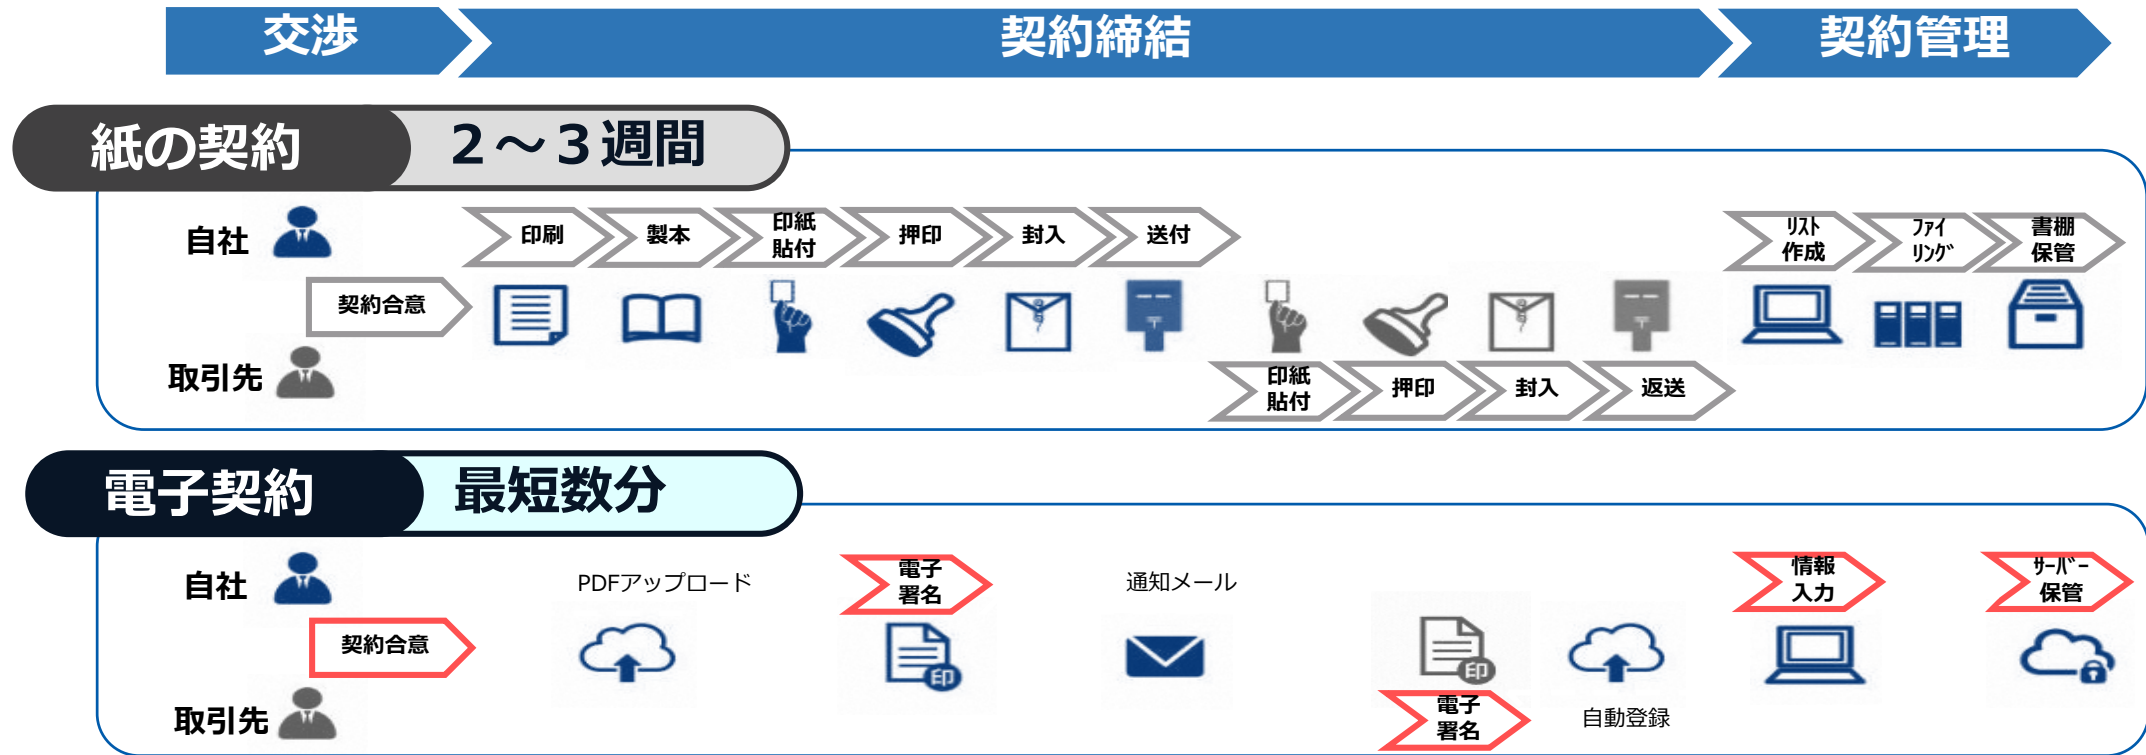 交渉
契約締結
契約管理
紙の契約
２～３週間
自社
印刷
製本
印紙
貼付
押印
封入
送付
ﾘｽﾄ
作成
ﾌｧｲ
ﾘﾝｸﾞ
書棚
保管
契約合意
〒
〒
取引先
印紙
貼付
押印
封入
返送
電子契約
最短数分
自社
PDFアップロード
電子
署名
通知メール
情報
入力
ｻｰﾊﾞｰ
保管
契約合意
印
印
取引先
電子
署名
自動登録